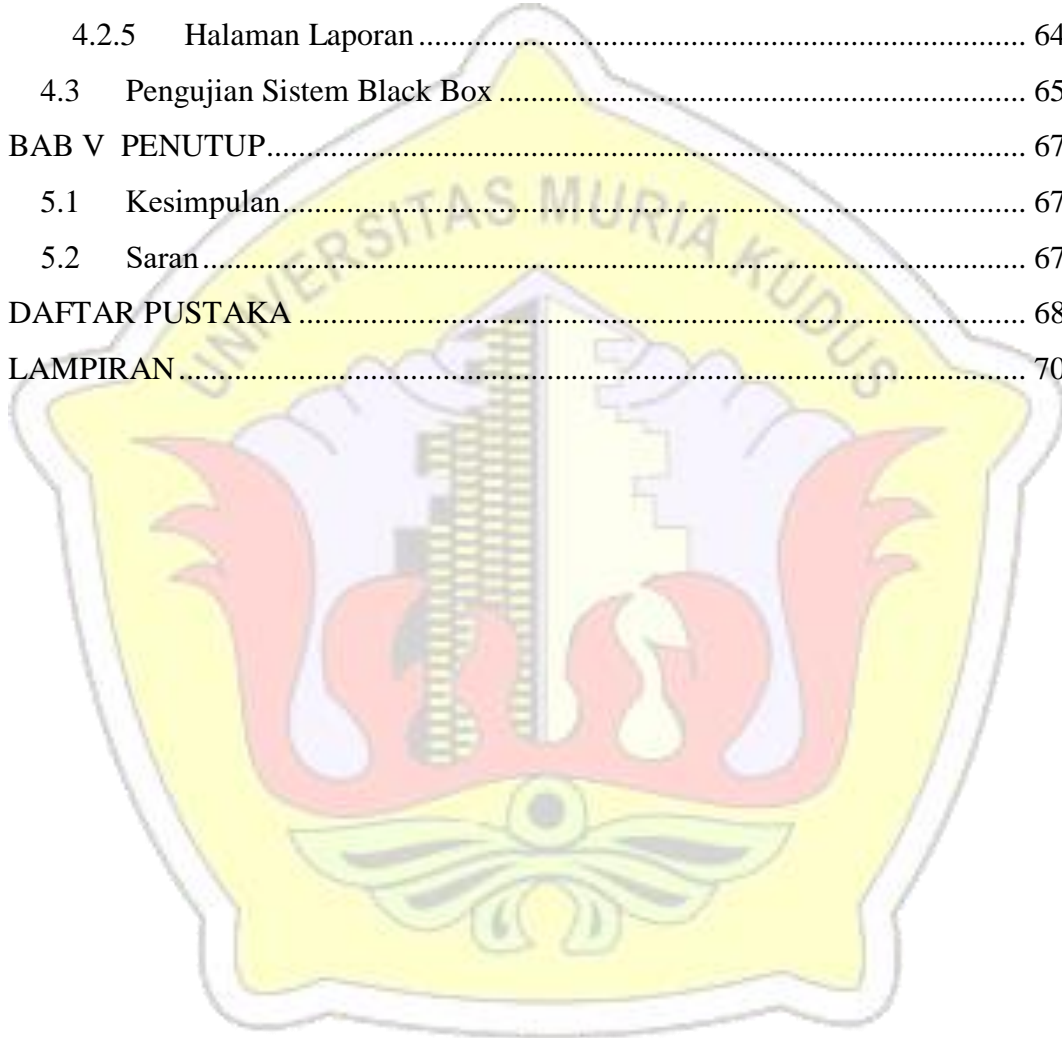 4.2.5 Halaman Laporan ........................................................................... 64
4.3 Pengujian Sistem Black Box ................................................................. 65
BAB V PENUTUP.............................................................................................. 67
5.1 Kesimpulan............................................................................................ 67
5.2 Saran...................................................................................................... 67
DAFTAR PUSTAKA .......................................................................................... 68
LAMPIRAN......................................................................................................... 70
UNIVERSITAS MURIA KUDUS